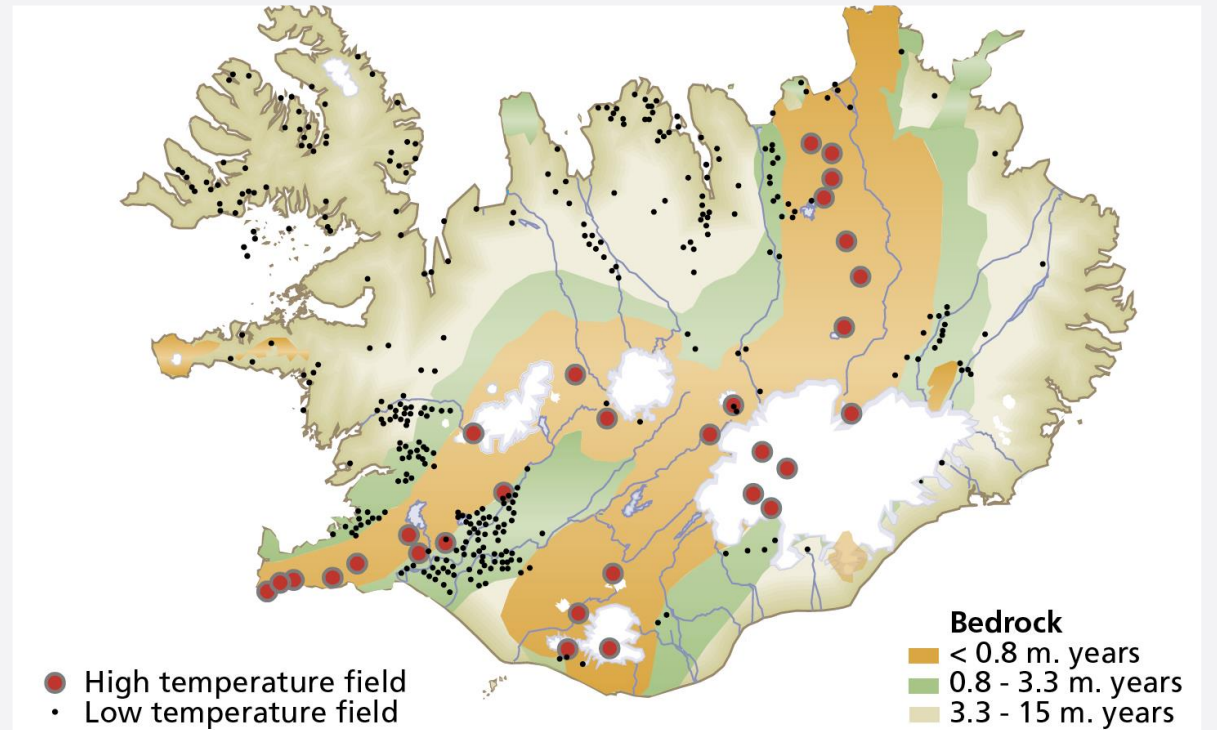 High temperature field
Low temperature field
Bedrock
< 0.8 m. years
0.8 - 3.3 m. years
3.3 - 15 m. years